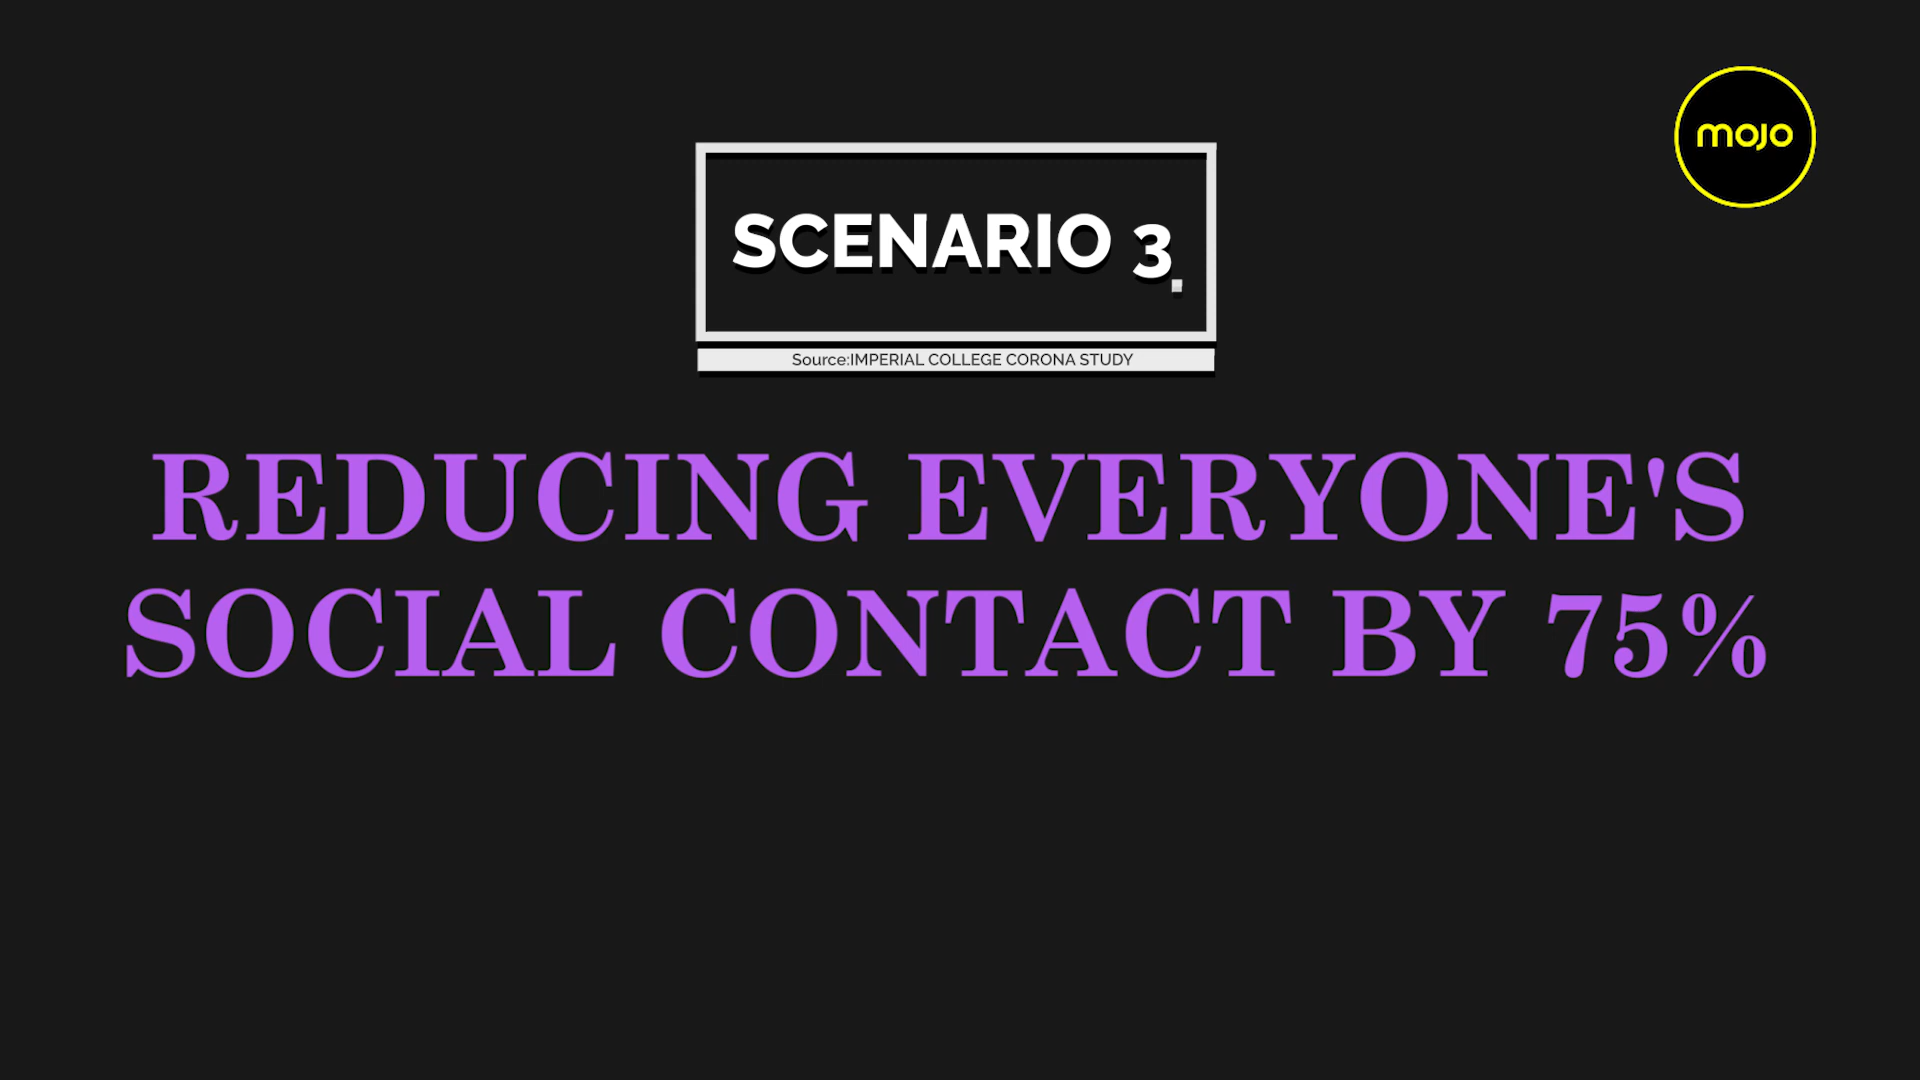 mojo
SCENARIO 3.
Source:IMPERIAL COLLEGE CORONA STUDY
REDUCING EVERYONE'S
SOCIAL CONTACT BY 75%